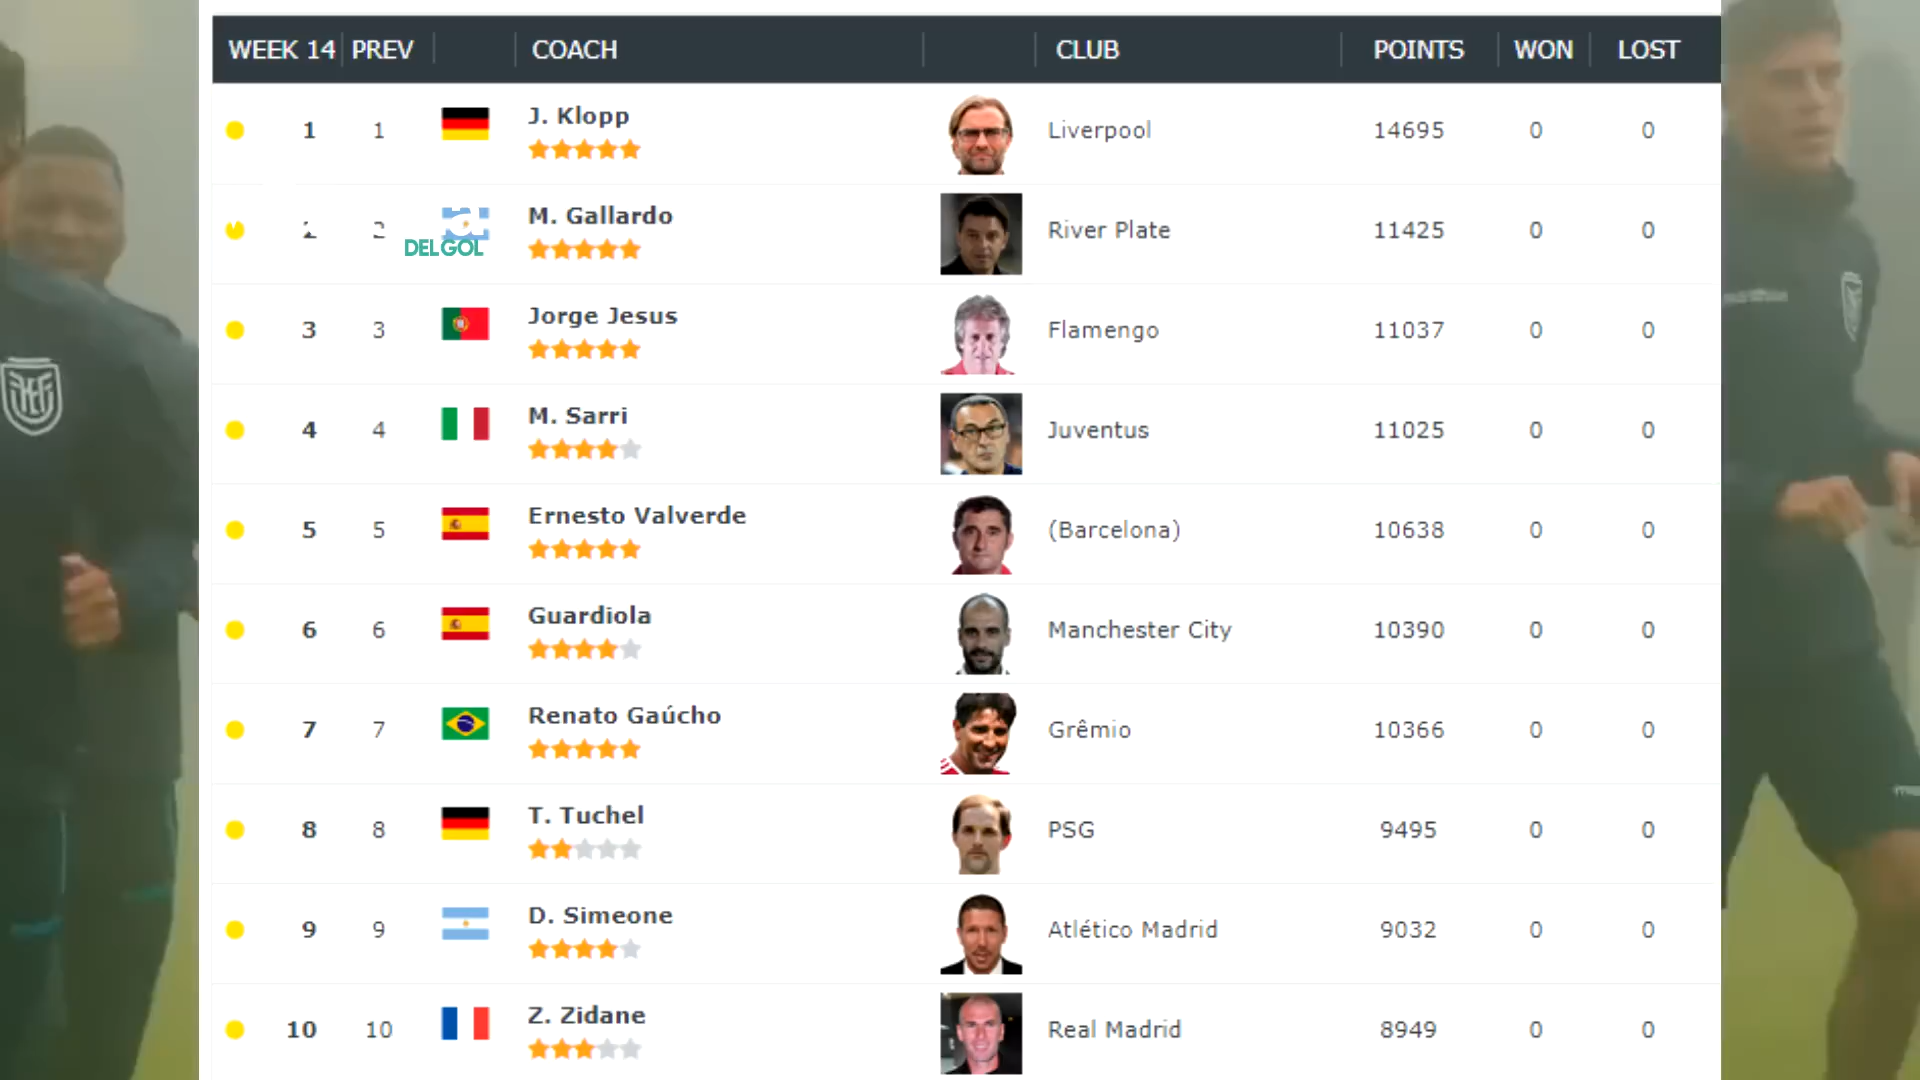 WEEK 14 PREV COACH CLUB POINTS WON LOST
1 1 J. Klopp Liverpool 14695 0 0
2 M. Gallardo River Plate 11425 0 0
DELGOL
3 3 Jorge Jesus Flamengo 11037 0 0
4 4 M. Sarri Juventus 11025 0 0
5 5 Ernesto Valverde (Barcelona) 10638 0 0
6 6 Guardiola Manchester City 10390 0 0
7 7 Renato Gaúcho Grêmio 10366 0 0
8 8 T. Tuchel PSG 9495 0 0
9 9 D. Simeone Atlético Madrid 9032 0 0
10 10 Z. Zidane Real Madrid 8949 0 0